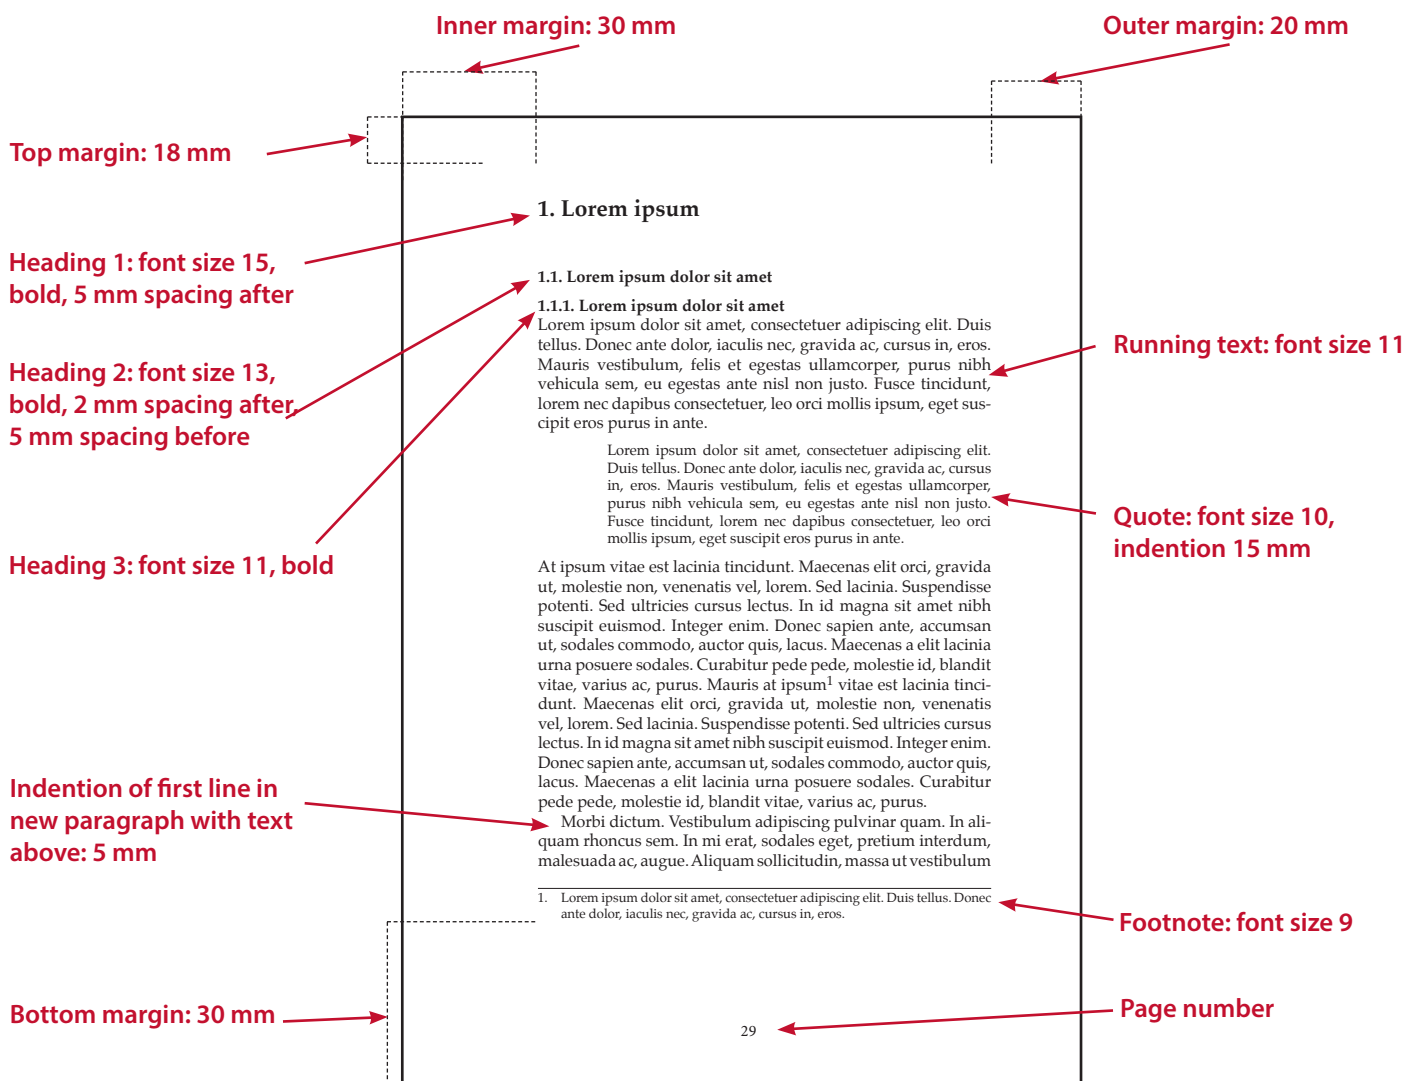 Inner margin: 30 mm
Outer margin: 20 mm
Top margin: 18 mm
1. Lorem ipsum
Heading 1: font size 15,
bold, 5 mm spacing after
1.1. Lorem ipsum dolor sit amet
1.1.1. Lorem ipsum dolor sit amet
Lorem ipsum dolor sit amet, consectetuer adipiscing elit. Duis
tellus. Donec ante dolor, iaculis nec, gravida ac, cursus in, eros.
Mauris vestibulum, felis et egestas ullamcorper, purus nibh
vehicula sem, eu egestas ante nisl non justo. Fusce tincidunt,
lorem nec dapibus consectetuer, leo orci mollis ipsum, eget sus-
cipit eros purus in ante.
Running text: font size 11
Heading 2: font size 13,
bold, 2 mm spacing after,
5 mm spacing before
Lorem ipsum dolor sit amet, consectetuer adipiscing elit.
Duis tellus. Donec ante dolor, iaculis nec, gravida ac, cursus
in, eros. Mauris vestibulum, felis et egestas ullamcorper,
purus nibh vehicula sem, eu egestas ante nisl non justo.
Fusce tincidunt, lorem nec dapibus consectetuer, leo orci
mollis ipsum, eget suscipit eros purus in ante.
Quote: font size 10,
indention 15 mm
Heading 3: font size 11, bold
At ipsum vitae est lacinia tincidunt. Maecenas elit orci, gravida
ut, molestie non, venenatis vel, lorem. Sed lacinia. Suspendisse
potenti. Sed ultricies cursus lectus. In id magna sit amet nibh
suscipit euismod. Integer enim. Donec sapien ante, accumsan
ut, sodales commodo, auctor quis, lacus. Maecenas a elit lacinia
urna posuere sodales. Curabitur pede pede, molestie id, blandit
vitae, varius ac, purus. Mauris at ipsum¹ vitae est lacinia tinci-
dunt. Maecenas elit orci, gravida ut, molestie non, venenatis
vel, lorem. Sed lacinia. Suspendisse potenti. Sed ultricies cursus
lectus. In id magna sit amet nibh suscipit euismod. Integer enim.
Donec sapien ante, accumsan ut, sodales commodo, auctor quis,
lacus. Maecenas a elit lacinia urna posuere sodales. Curabitur
pede pede, molestie id, blandit vitae, varius ac, purus.
Indention of first line in
new paragraph with text
above: 5 mm
Morbi dictum. Vestibulum adipiscing pulvinar quam. In ali-
quam rhoncus sem. In mi erat, sodales eget, pretium interdum,
malesuada ac, augue. Aliquam sollicitudin, massa ut vestibulum
1. Lorem ipsum dolor sit amet, consectetuer adipiscing elit. Duis tellus. Donec
ante dolor, iaculis nec, gravida ac, cursus in, eros.
Footnote: font size 9
Bottom margin: 30 mm
Page number
29